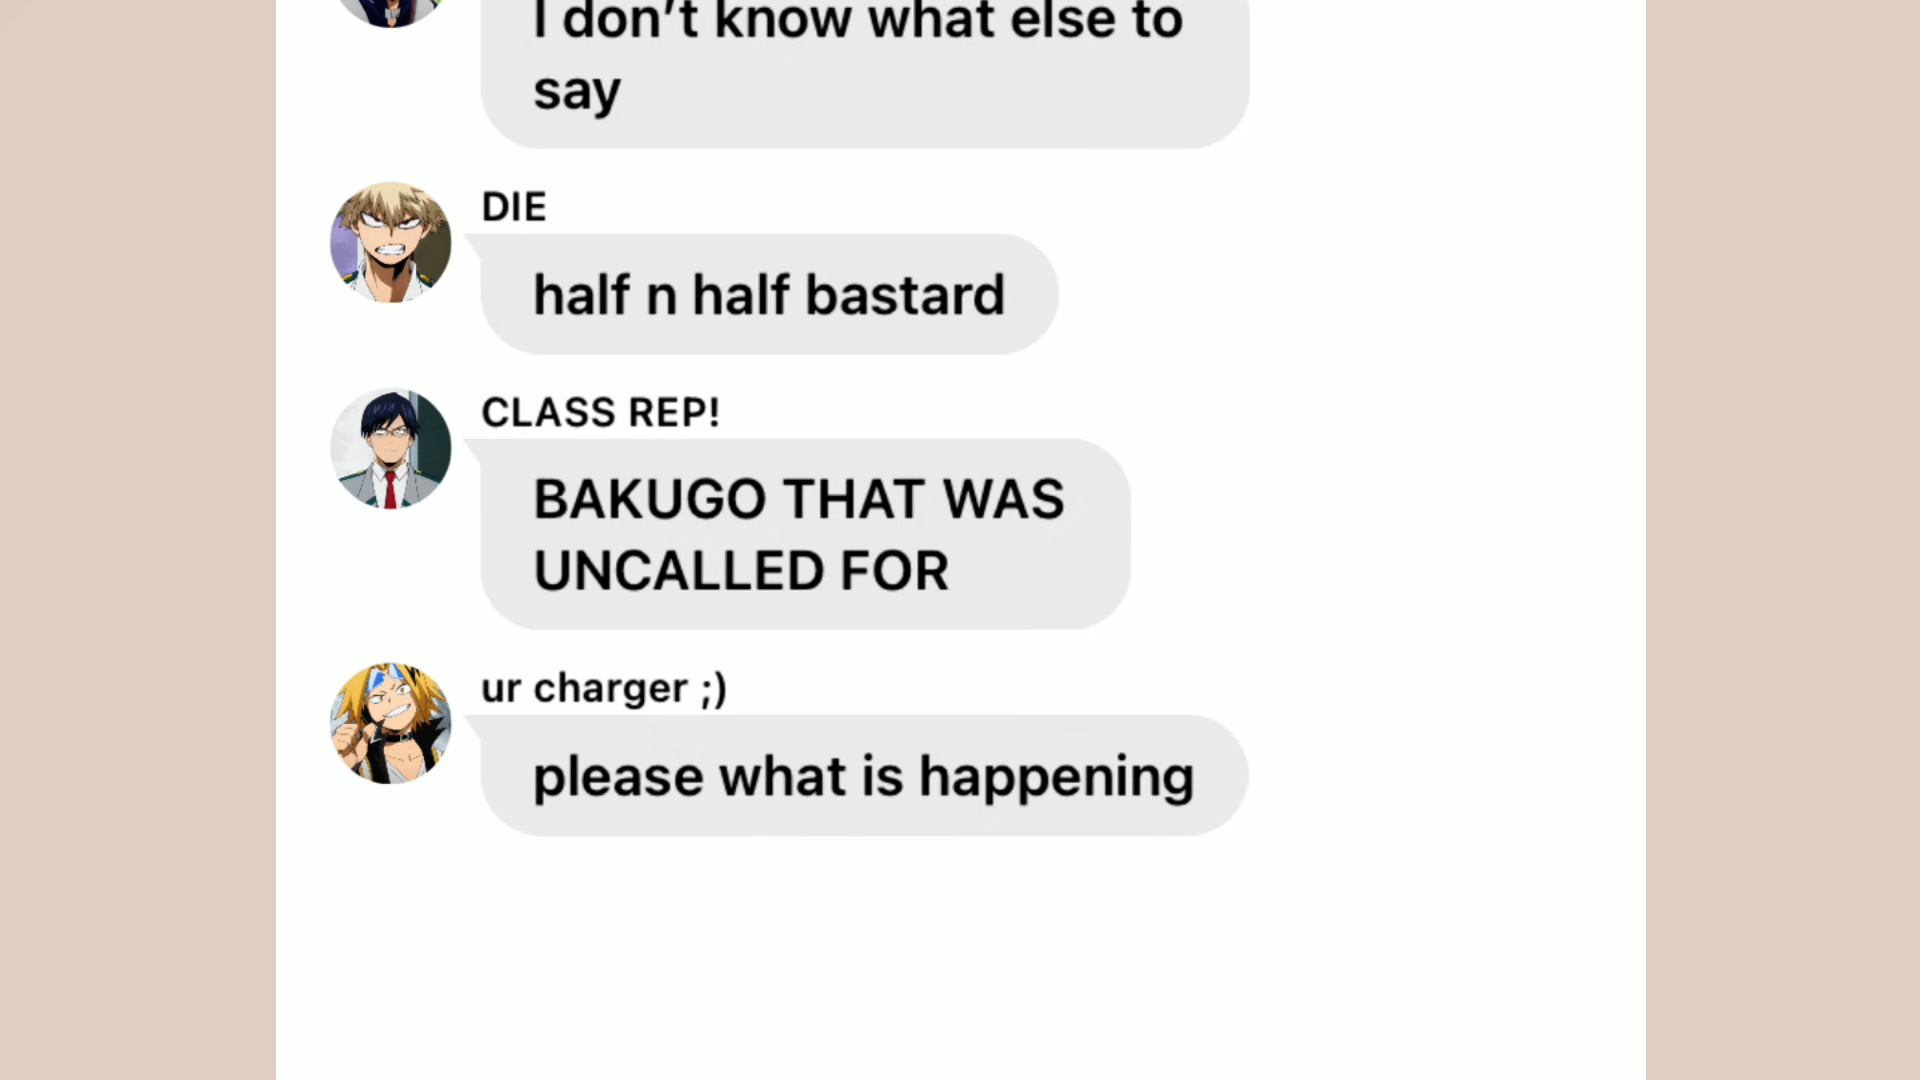 I don’t know what else to
say
DIE
half n half bastard
CLASS REP!
BAKUGO THAT WAS
UNCALLED FOR
ur charger ;)
please what is happening